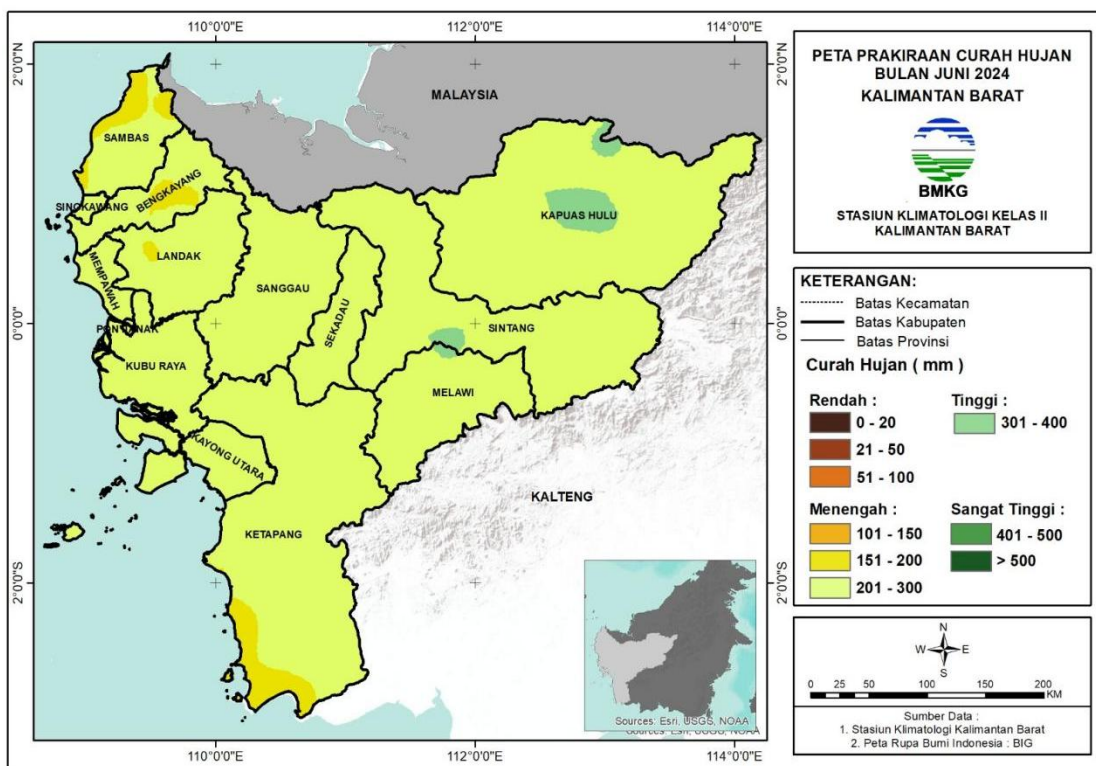 110°0'0"E
112°0'0"E
114°0'0"E
2°0'0"N
0°0'0"
2°0'0"S
2°0'0"N
0°0'0"
2°0'0"S
110°0'0"E
112°0'0"E
114°0'0"E
MALAYSIA
SAMBAS
BENGKAYANG
SINGKAWANG
KAPUAS HULU
LANDAK
MEMPAWAH
SANGGAU
SEKADAU
SINTANG
PONTIANAK
KUBU RAYA
MELAWI
KAYONG UTARA
KALTENG
KETAPANG
Sources: Esri, USGS, NOAA
Sources: Esri, USGS, NOAA
PETA PRAKIRAAN CURAH HUJAN
BULAN JUNI 2024
KALIMANTAN BARAT
BMKG
STASIUN KLIMATOLOGI KELAS II
KALIMANTAN BARAT
KETERANGAN:
Batas Kecamatan
Batas Kabupaten
Batas Provinsi
Curah Hujan ( mm )
Rendah :
0 - 20
21 - 50
51 - 100
Tinggi :
301 - 400
Menengah :
101 - 150
151 - 200
201 - 300
Sangat Tinggi :
401 - 500
> 500
N
W E
S
0 25 50 100 150 200
KM
Sumber Data :
1. Stasiun Klimatologi Kalimantan Barat
2. Peta Rupa Bumi Indonesia : BIG